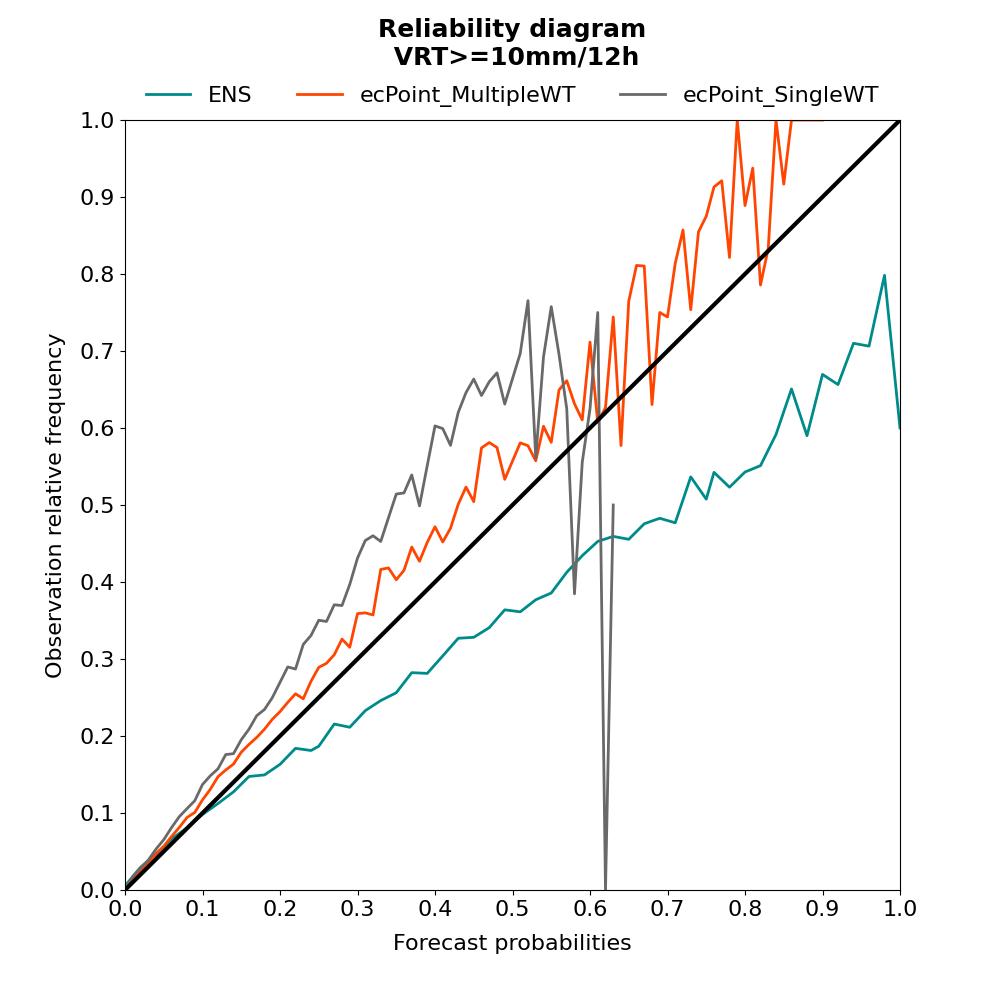 Reliability diagram
VRT>=10mm/12h
ENS ecPoint_MultipleWT ecPoint_SingleWT
Observation relative frequency
1.0
0.9
0.8
0.7
0.6
0.5
0.4
0.3
0.2
0.1
0.0
0.0 0.1 0.2 0.3 0.4 0.5 0.6 0.7 0.8 0.9 1.0
Forecast probabilities